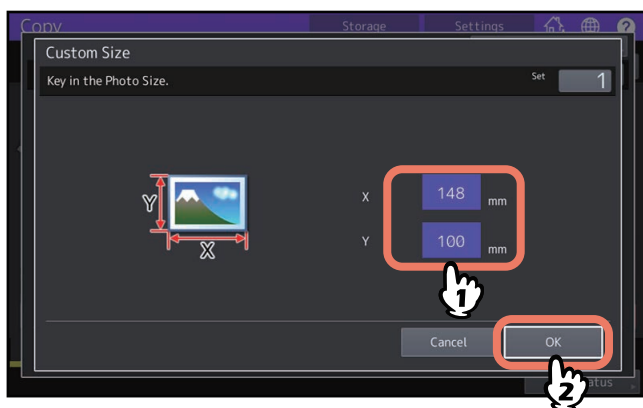 Copy Storage Settings ?
Custom Size
Key in the Photo Size.
Set 1
X 148 mm
Y 100 mm
Y
X
1
Cancel OK
2
atus